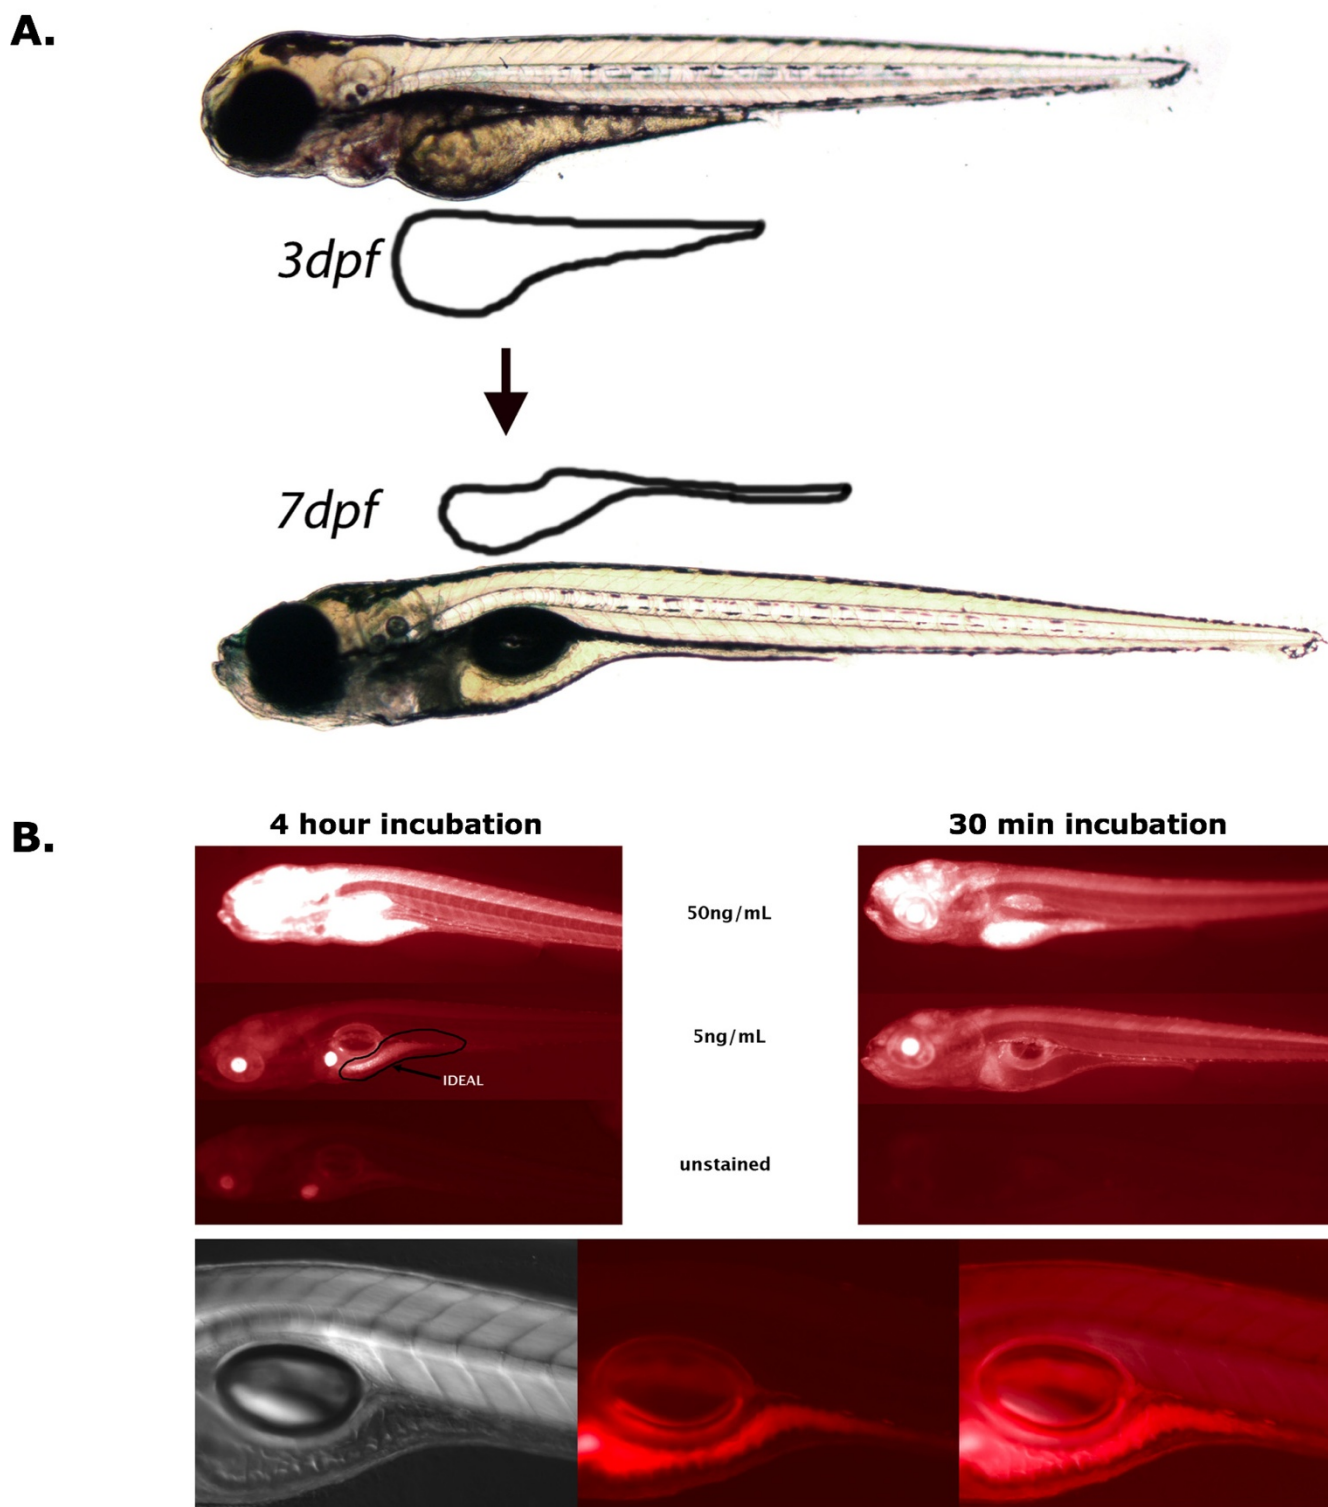 A.
3dpf
7dpf
B.
4 hour incubation
30 min incubation
50ng/mL
5ng/mL
IDEAL
unstained